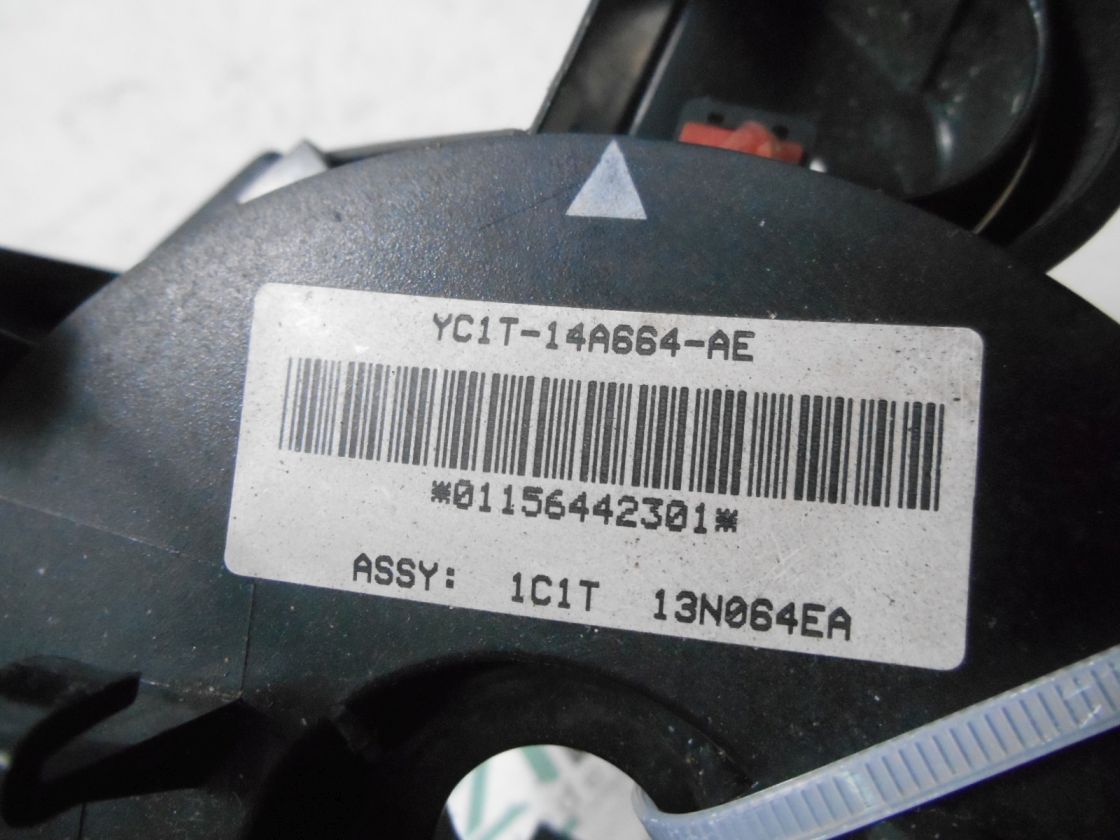 YC1T-14A664-AE
*01156442301*
ASSY: 1C1T 13N064EA